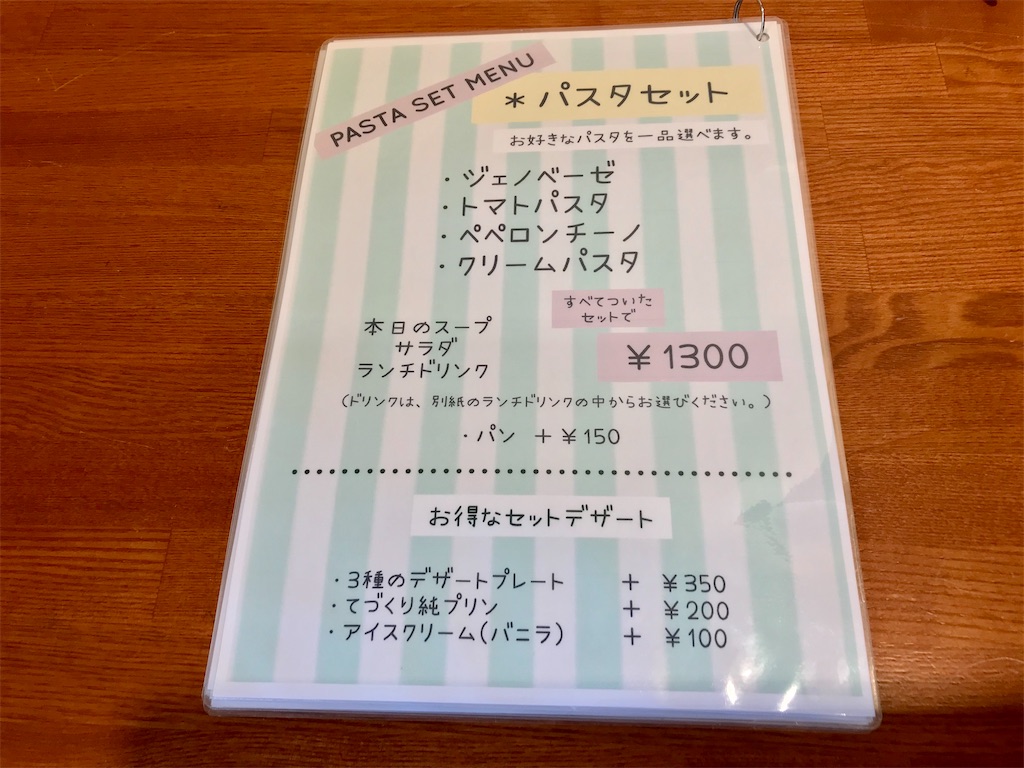 PASTA SET MENU
＊パスタセット
お好きなパスタを一品選べます。
・ジェノベーゼ
・トマトパスタ
・ペペロンチーノ
・クリームパスタ
すべてついた
セットで
本日のスープ
サラダ
ランチドリンク
￥1300
（ドリンクは、別紙のランチドリンクの中からお選びください。）
・パン ＋￥150
お得なセットデザート
・3種のデザートプレート ＋ ￥350
・てづくり純プリン ＋ ￥200
・アイスクリーム（バニラ） ＋ ￥100